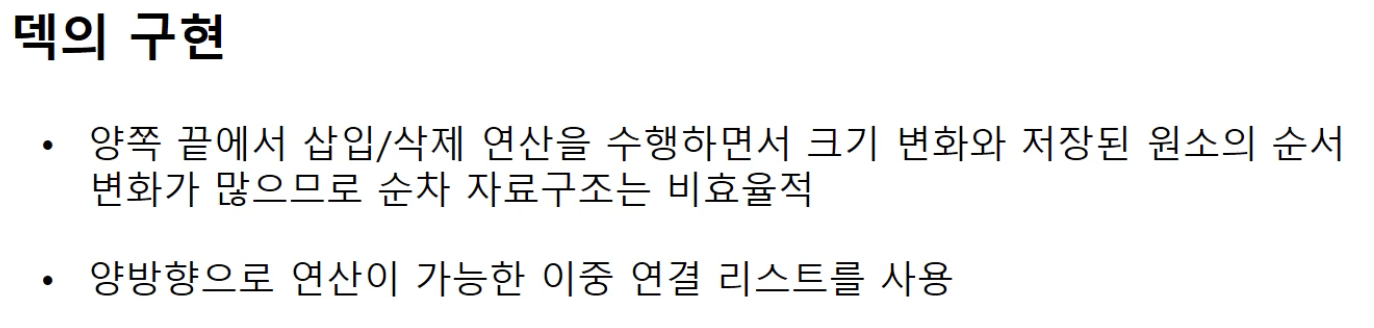 덱의 구현
• 양쪽 끝에서 삽입/삭제 연산을 수행하면서 크기 변화와 저장된 원소의 순서
변화가 많으므로 순차 자료구조는 비효율적
• 양방향으로 연산이 가능한 이중 연결 리스트를 사용